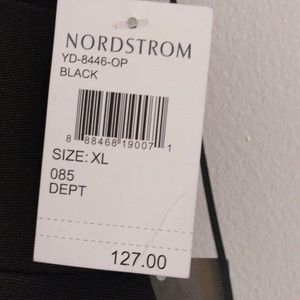 NORDSTROM
YD-8446-OP
BLACK
8 88468 19007 1
SIZE: XL
085
DEPT
127.00